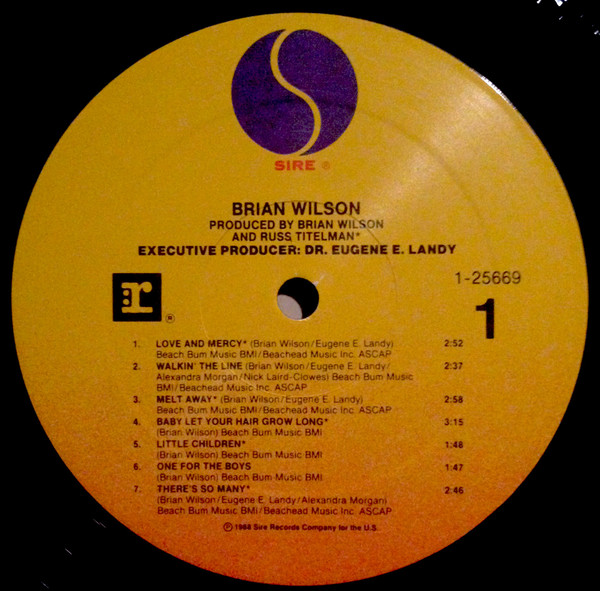 SIRE ®
BRIAN WILSON
PRODUCED BY BRIAN WILSON
AND RUSS TITELMAN*
EXECUTIVE PRODUCER: DR. EUGENE E. LANDY
r ®
1-25669
1
1. LOVE AND MERCY* (Brian Wilson/Eugene E. Landy) 2:52
Beach Bum Music BMI/Beachead Music Inc. ASCAP
2. WALKIN' THE LINE (Brian Wilson/Eugene E. Landy/ 2:37
Alexandra Morgan/Nick Laird-Clowes) Beach Bum Music
BMI/Beachead Music Inc. ASCAP
3. MELT AWAY* (Brian Wilson/Eugene E. Landy) 2:58
Beach Bum Music BMI/Beachead Music Inc. ASCAP
4. BABY LET YOUR HAIR GROW LONG* 3:15
(Brian Wilson) Beach Bum Music BMI
5. LITTLE CHILDREN* 1:48
(Brian Wilson) Beach Bum Music BMI
6. ONE FOR THE BOYS 1:47
(Brian Wilson) Beach Bum Music BMI
7. THERE'S SO MANY* 2:46
(Brian Wilson/Eugene E. Landy/Alexandra Morgan)
Beach Bum Music BMI/Beachead Music Inc. ASCAP
℗ 1988 Sire Records Company for the U.S.